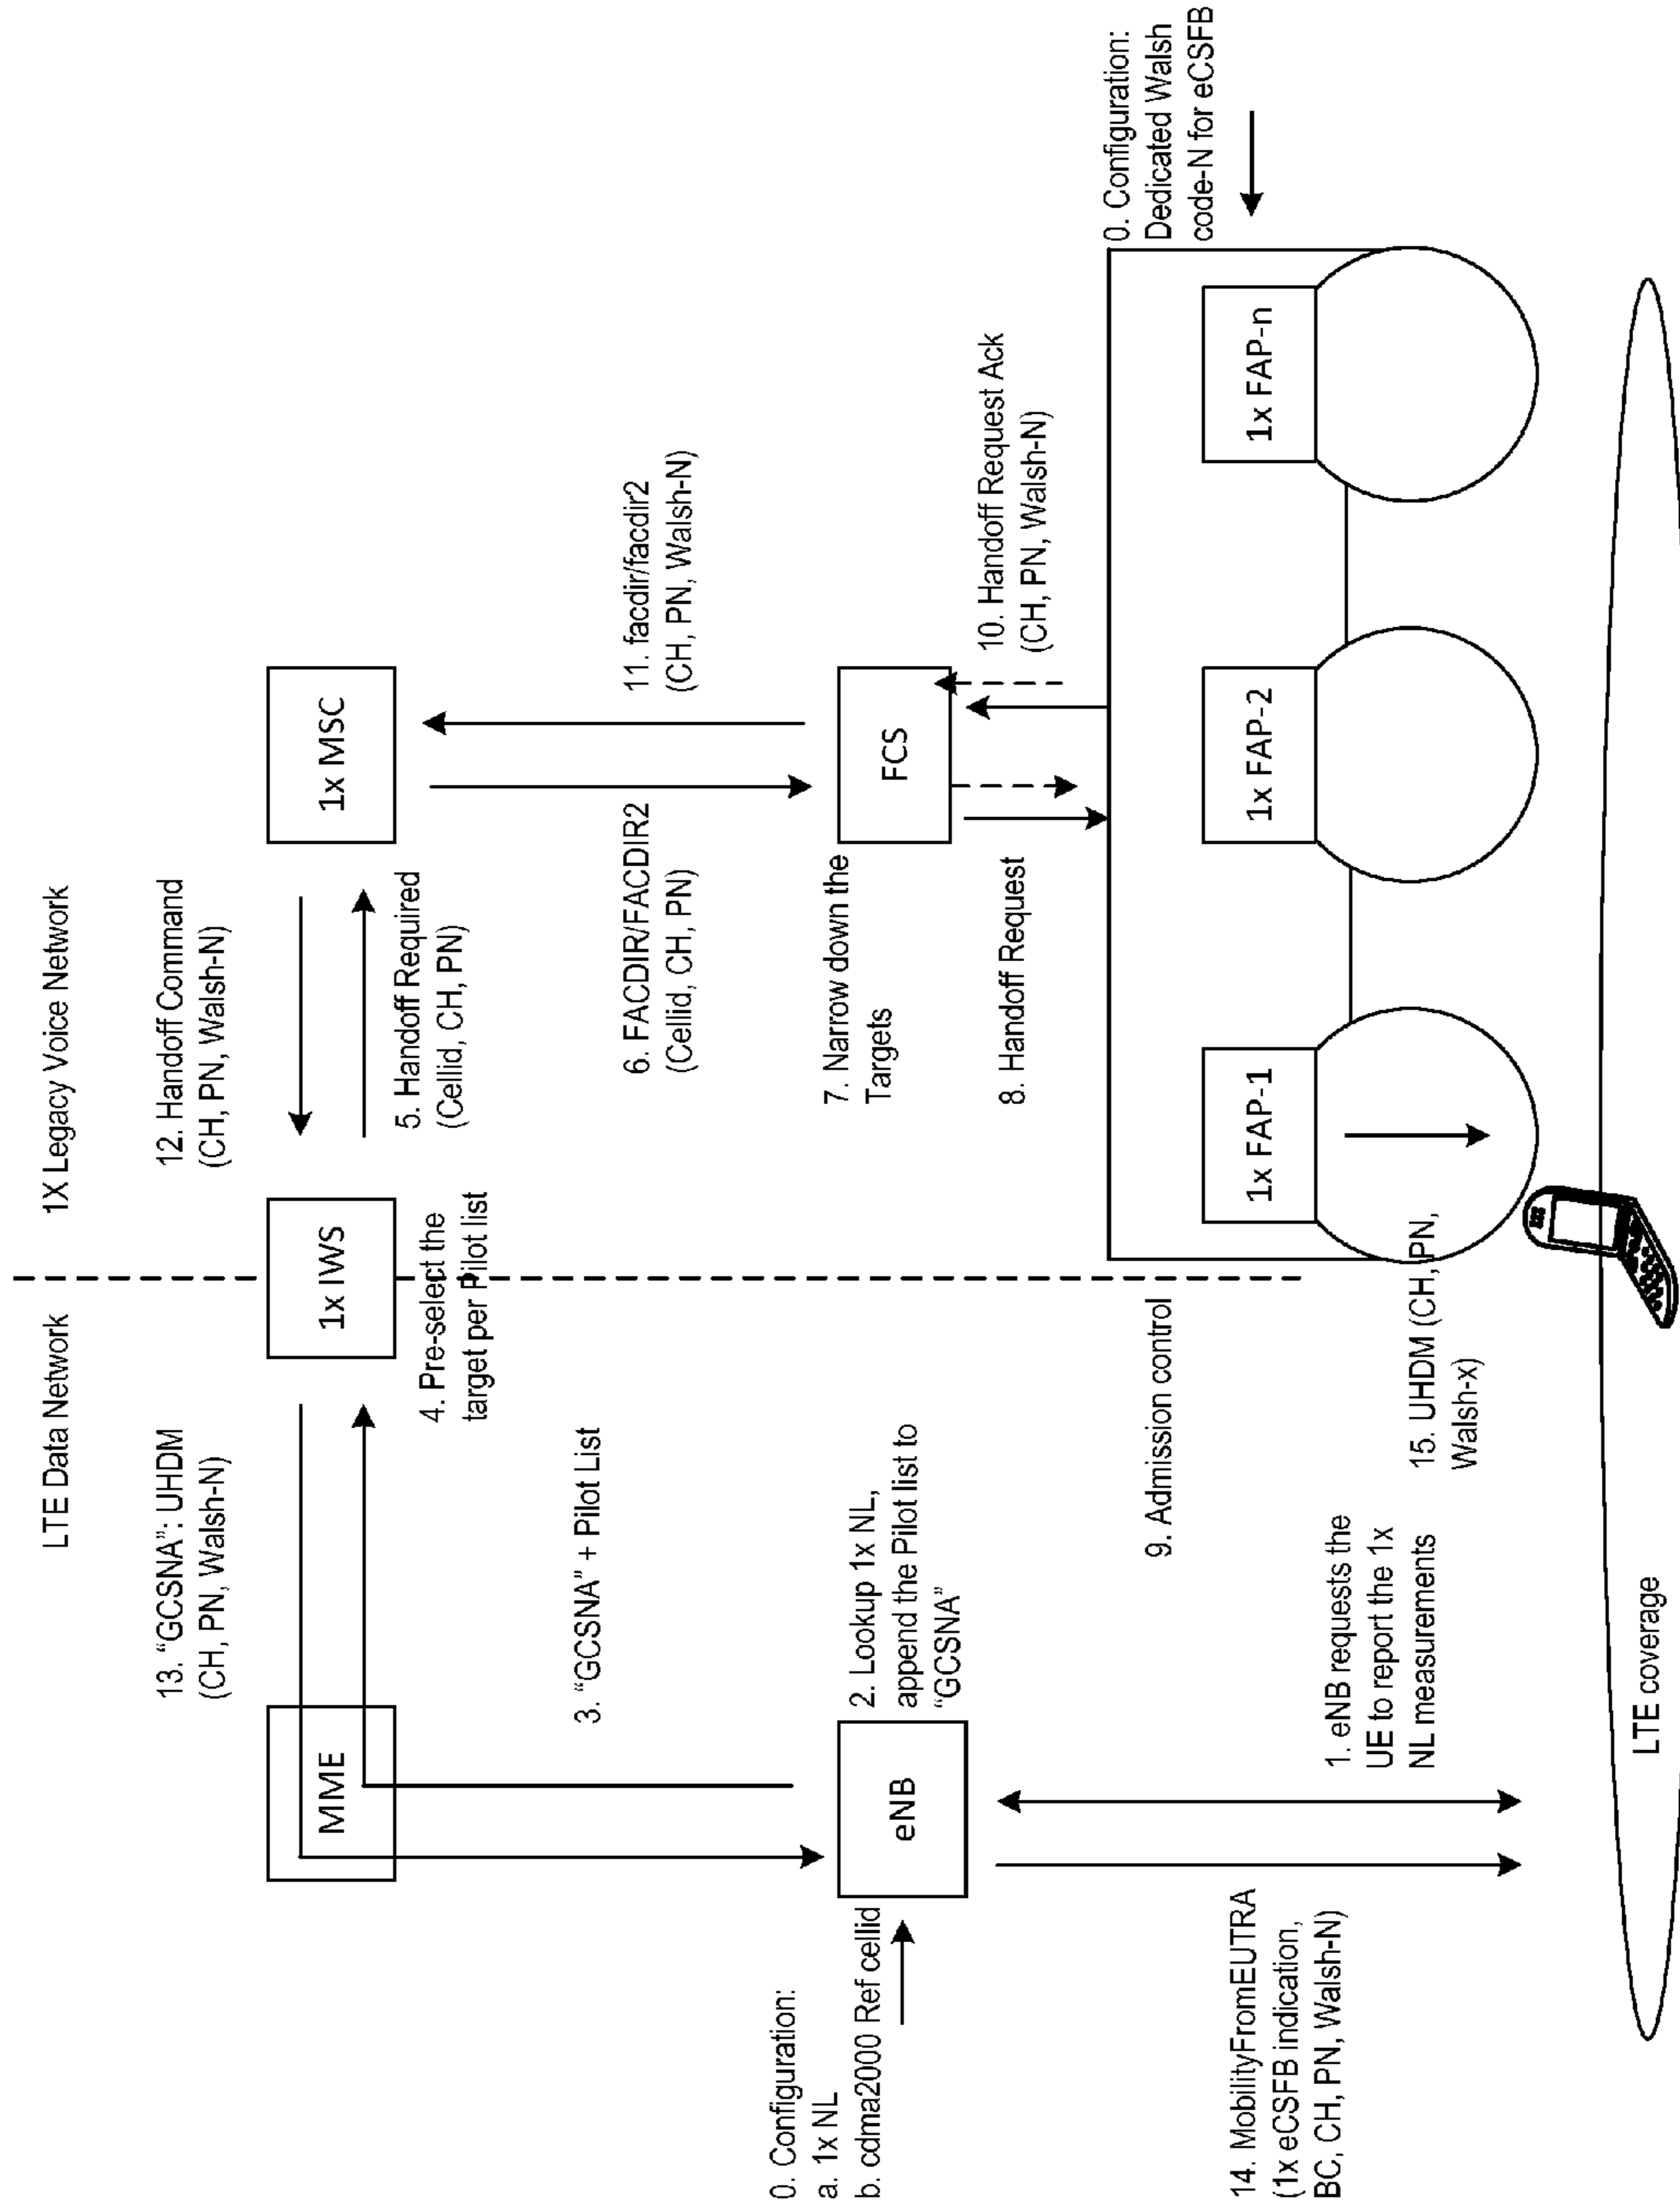 LTE Data Network
1X Legacy Voice Network
13. “GCSNA”: UHDM
(CH, PN, Walsh-N)
12. Handoff Command
(CH, PN, Walsh-N)
MME
1x IWS
1x MSC
4. Pre-select the
target per Pilot list
5. Handoff Required
(Cellid, CH, PN)
3. “GCSNA” + Pilot List
6. FACDIR/FACDIR2
(Cellid, CH, PN)
11. facdir/facdir2
(CH, PN, Walsh-N)
0. Configuration:
a. 1x NL
b. cdma2000 Ref cellid
eNB
2. Lookup 1x NL,
append the Pilot list to
“GCSNA”
7. Narrow down the
Targets
FCS
8. Handoff Request
10. Handoff Request Ack
(CH, PN, Walsh-N)
9. Admission control
0. Configuration:
Dedicated Walsh
code-N for eCSFB
14. MobilityFromEUTRA
(1x eCSFB indication,
BC, CH, PN, Walsh-N)
1. eNB requests the
UE to report the 1x
NL measurements
15. UHDM (CH, PN,
Walsh-x)
1x FAP-1
1x FAP-2
1x FAP-n
LTE coverage